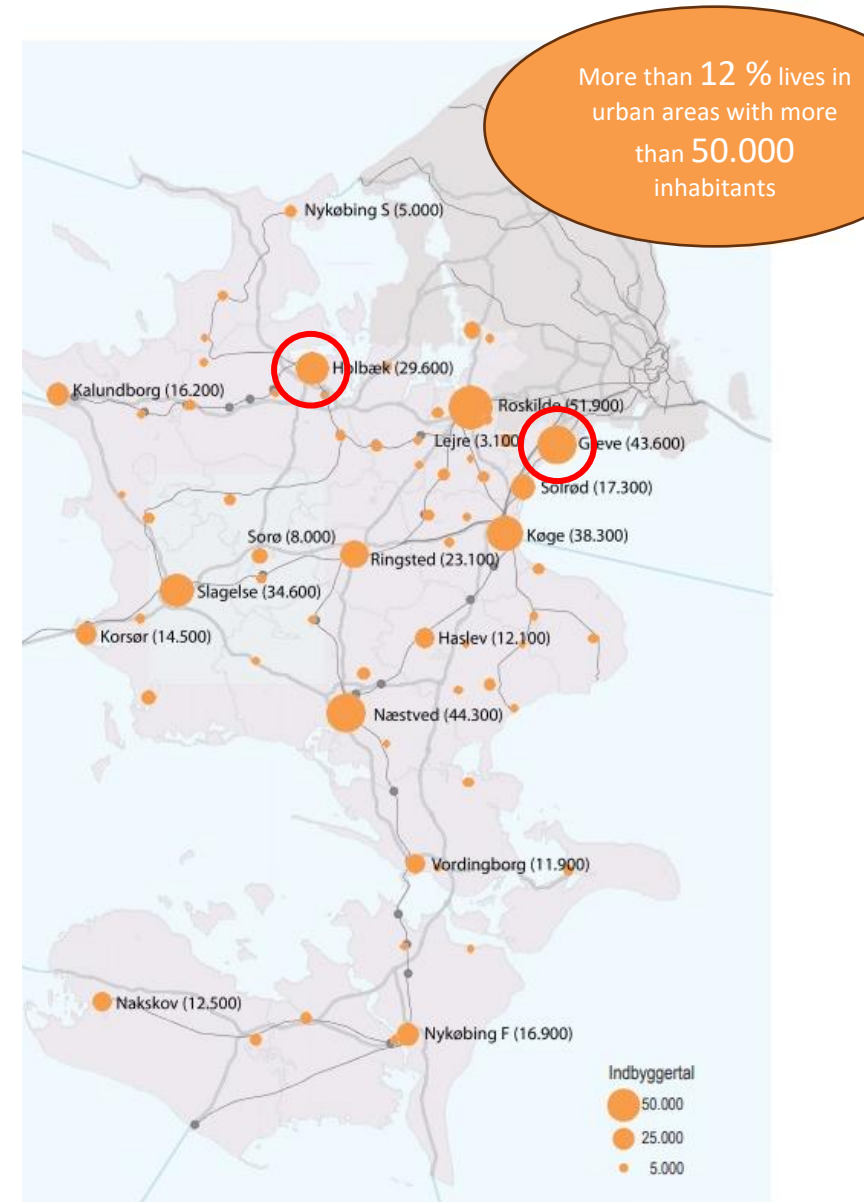 More than 12 % lives in
urban areas with more
than 50.000
inhabitants
Nykøbing S (5.000)
Holbæk (29.600)
Kalundborg (16.200)
Roskilde (51.900)
Lejre (3.100
Greve (43.600)
Solrød (17.300)
Køge (38.300)
Sorø (8.000)
Ringsted (23.100)
Slagelse (34.600)
Korsør (14.500)
Haslev (12.100)
Næstved (44.300)
Vordingborg (11.900)
Nakskov (12.500)
Nykøbing F (16.900)
Indbyggertal
50.000
25.000
5.000